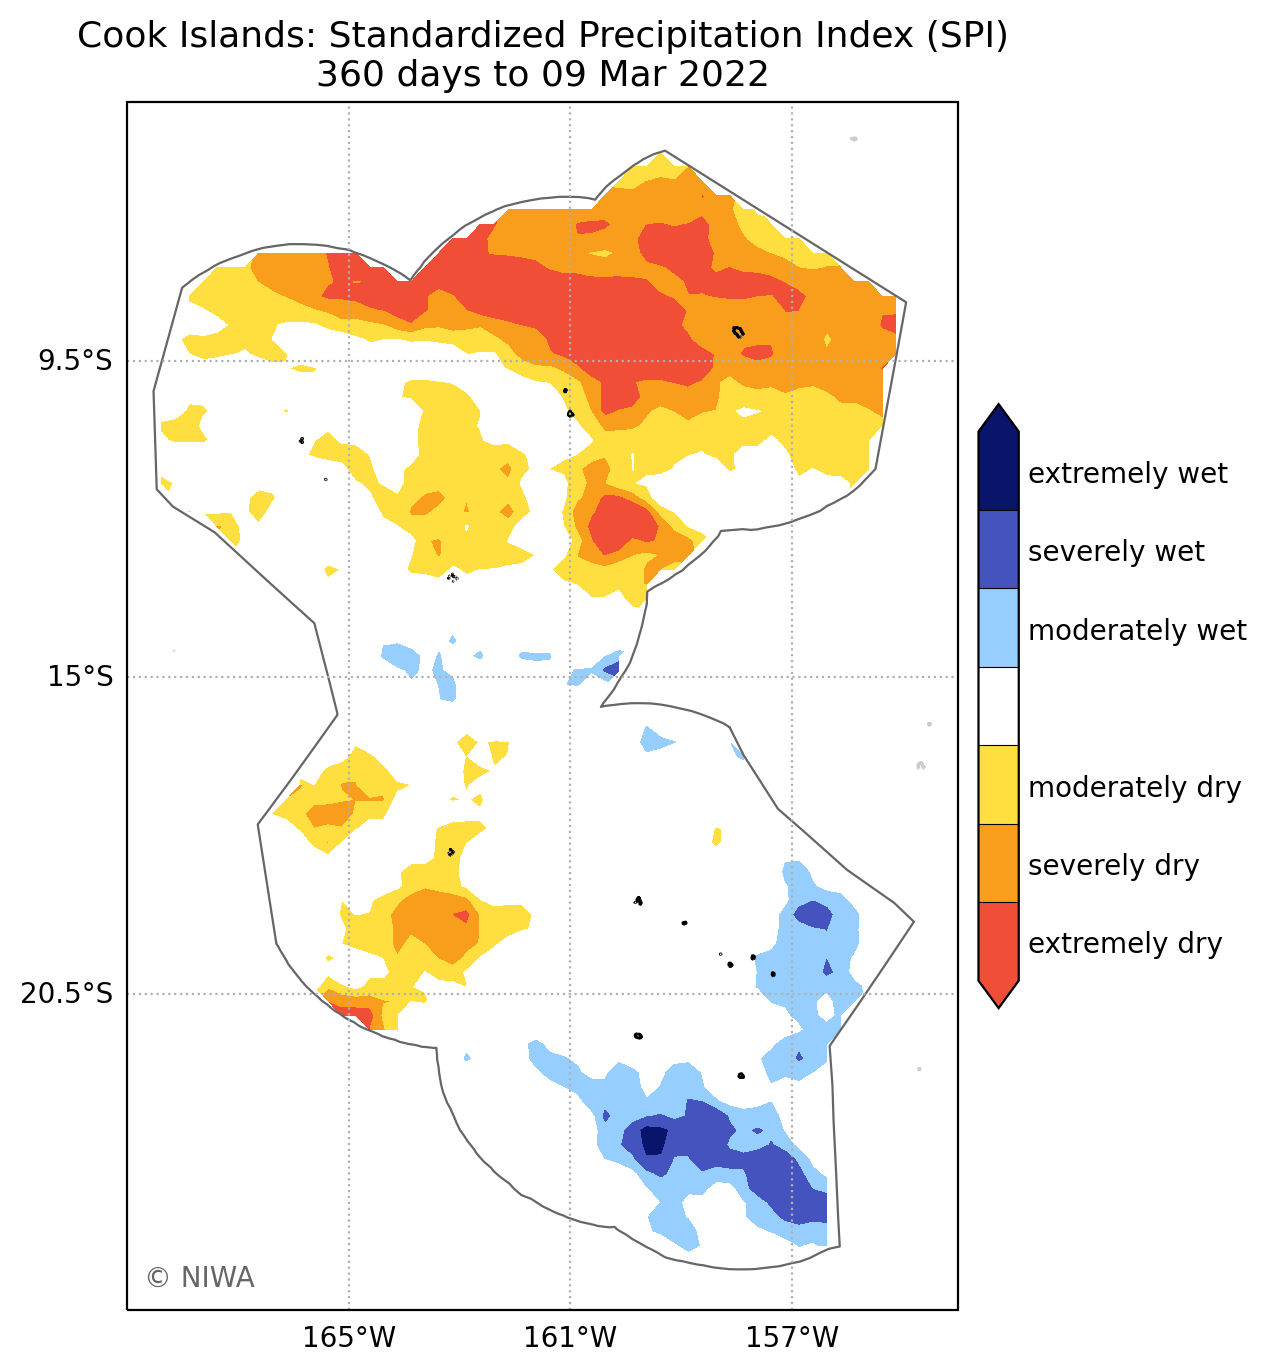 Cook Islands: Standardized Precipitation Index (SPI)
360 days to 09 Mar 2022
9.5°S
15°S
20.5°S
165°W
161°W
157°W
© NIWA
extremely wet
severely wet
moderately wet
moderately dry
severely dry
extremely dry